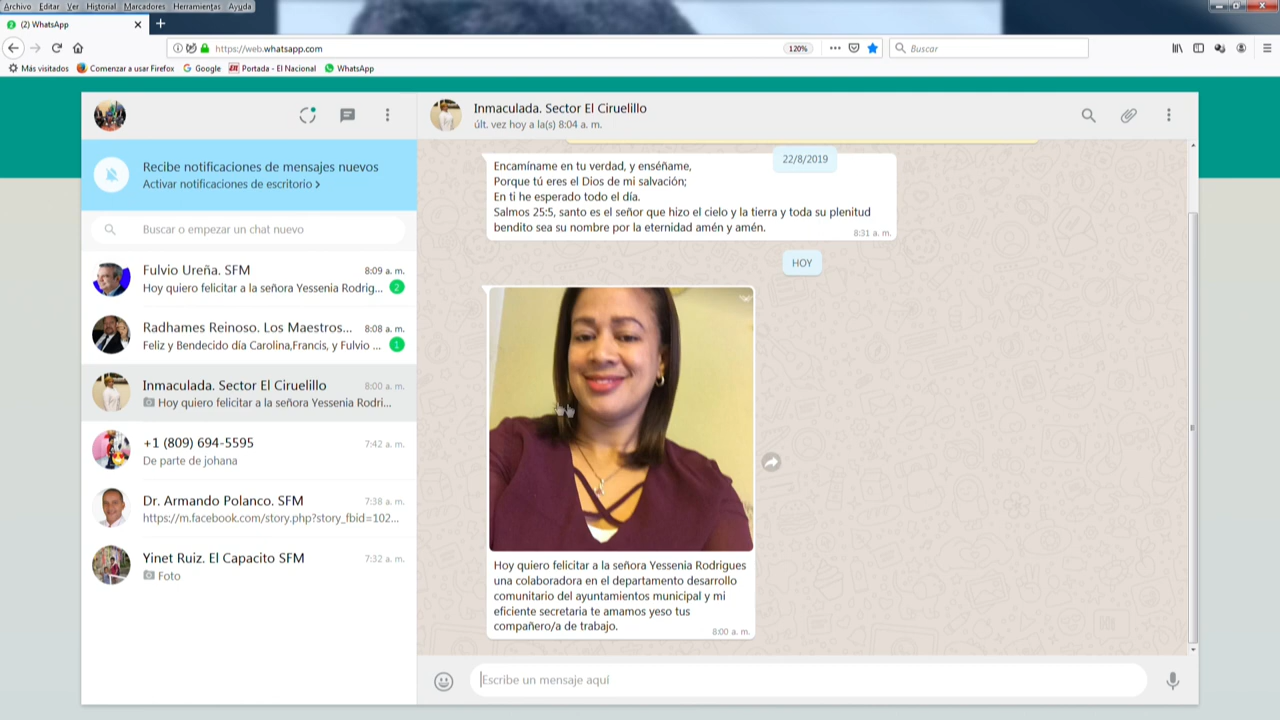 Archivo Editar Ver Historial Marcadores Herramientas Ayuda
(2) WhatsApp
https://web.whatsapp.com
120%
Buscar
Más visitados Comenzar a usar Firefox Google Portada - El Nacional WhatsApp
Inmaculada. Sector El Ciruelillo
últ. vez hoy a la(s) 8:04 a. m.
Recibe notificaciones de mensajes nuevos
Activar notificaciones de escritorio >
Buscar o empezar un chat nuevo
Fulvio Ureña. SFM 8:09 a. m.
Hoy quiero felicitar a la señora Yessenia Rodrig... 2
Radhames Reinoso. Los Maestros... 8:08 a. m.
Feliz y Bendecido día Carolina,Francis, y Fulvio ... 1
Inmaculada. Sector El Ciruelillo 8:00 a. m.
Hoy quiero felicitar a la señora Yessenia Rodri...
+1 (809) 694-5595 7:42 a. m.
De parte de johana
Dr. Armando Polanco. SFM 7:38 a. m.
https://m.facebook.com/story.php?story_fbid=102...
Yinet Ruiz. El Capacito SFM 7:32 a. m.
Foto
22/8/2019
Encamíname en tu verdad, y enséñame,
Porque tú eres el Dios de mi salvación;
En ti he esperado todo el día.
Salmos 25:5, santo es el señor que hizo el cielo y la tierra y toda su plenitud
bendito sea su nombre por la eternidad amén y amén.
8:31 a. m.
HOY
Hoy quiero felicitar a la señora Yessenia Rodrigues
una colaboradora en el departamento desarrollo
comunitario del ayuntamientos municipal y mi
eficiente secretaria te amamos yeso tus
compañero/a de trabajo.
8:00 a. m.
Escribe un mensaje aquí